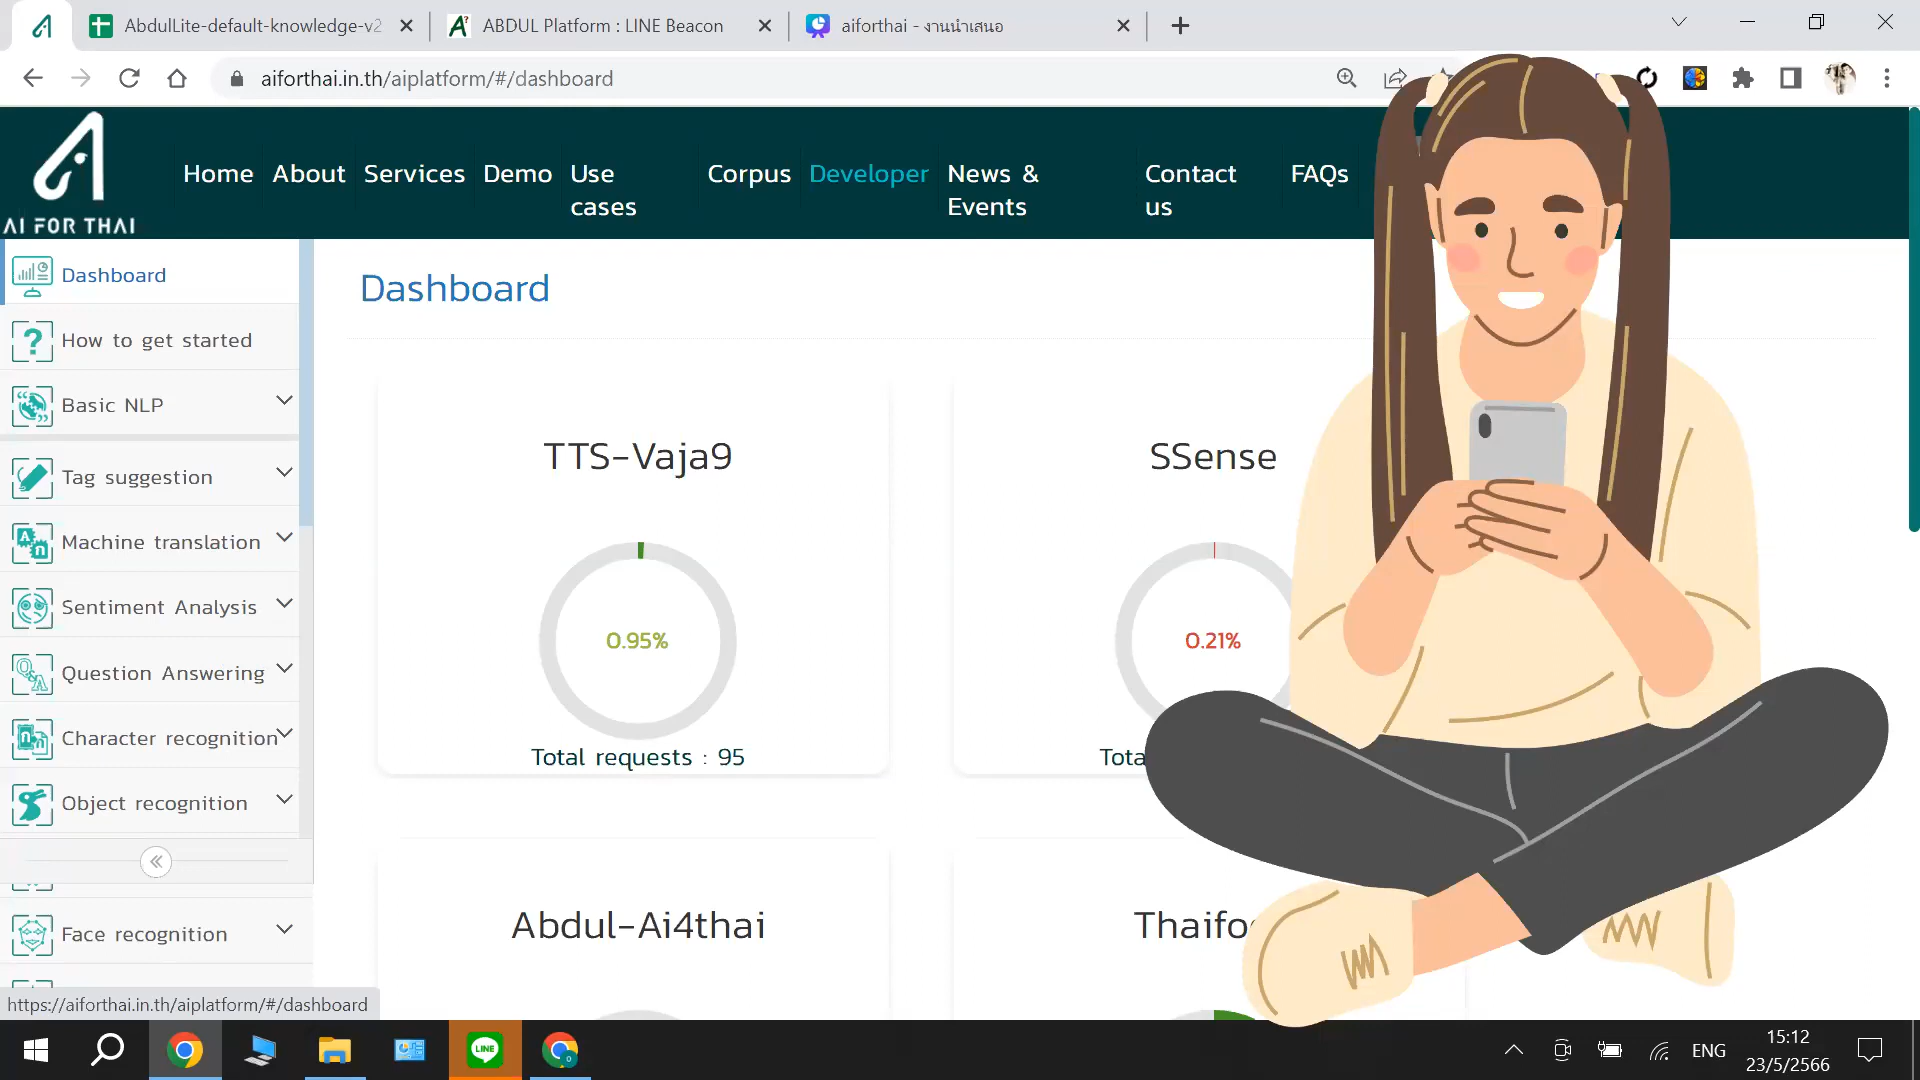 AbdulLite-default-knowledge-v2
ABDUL Platform : LINE Beacon
aiforthai - งานนำเสนอ
aiforthai.in.th/aiplatform/#/dashboard
AI FOR THAI
Home
About
Services
Demo
Use cases
Corpus
Developer
News & Events
Contact us
FAQs
Dashboard
How to get started
Basic NLP
Tag suggestion
Machine translation
Sentiment Analysis
Question Answering
Character recognition
Object recognition
Face recognition
https://aiforthai.in.th/aiplatform/#/dashboard
Dashboard
TTS-Vaja9
0.95%
Total requests : 95
SSense
0.21%
Tota
Abdul-Ai4thai
Thaifo
LINE
ENG
15:12
23/5/2566